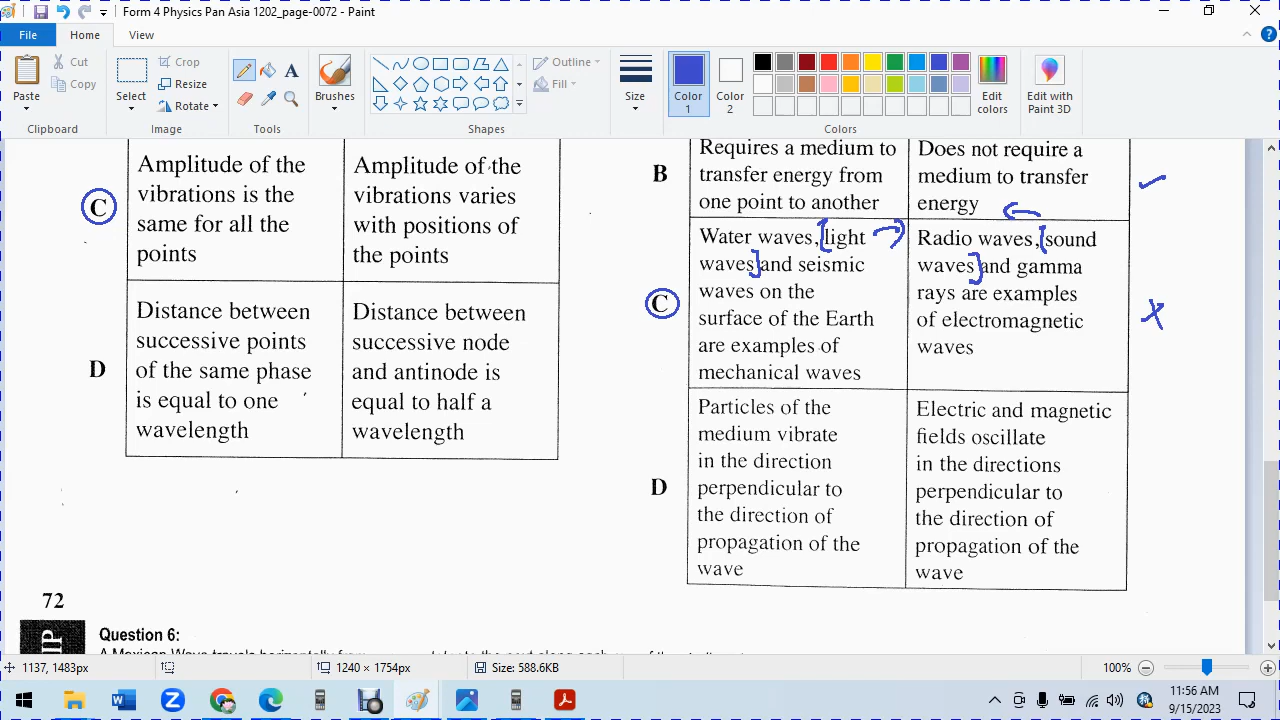 Form 4 Physics Pan Asia 1202_page-0072 - Paint
File
Home
View
Paste
Cut
Copy
Clipboard
Select
Crop
Resize
Rotate
Image
A
Tools
Brushes
Outline
Fill
Shapes
Size
Color 1
Color 2
Edit colors
Edit with Paint 3D
Colors
C
Amplitude of the
vibrations is the
same for all the
points
Amplitude of the
vibrations varies
with positions of
the points
D
Distance between
successive points
of the same phase
is equal to one
wavelength
Distance between
successive node
and antinode is
equal to half a
wavelength
72
B
Requires a medium to
transfer energy from
one point to another
Does not require a
medium to transfer
energy
C
Water waves, light
waves and seismic
waves on the
surface of the Earth
are examples of
mechanical waves
Radio waves, sound
waves and gamma
rays are examples
of electromagnetic
waves
D
Particles of the
medium vibrate
in the direction
perpendicular to
the direction of
propagation of the
wave
Electric and magnetic
fields oscillate
in the directions
perpendicular to
the direction of
propagation of the
wave
Question 6:
1137, 1483px
1240 × 1754px
Size: 588.6KB
100%
11:56 AM
9/15/2023